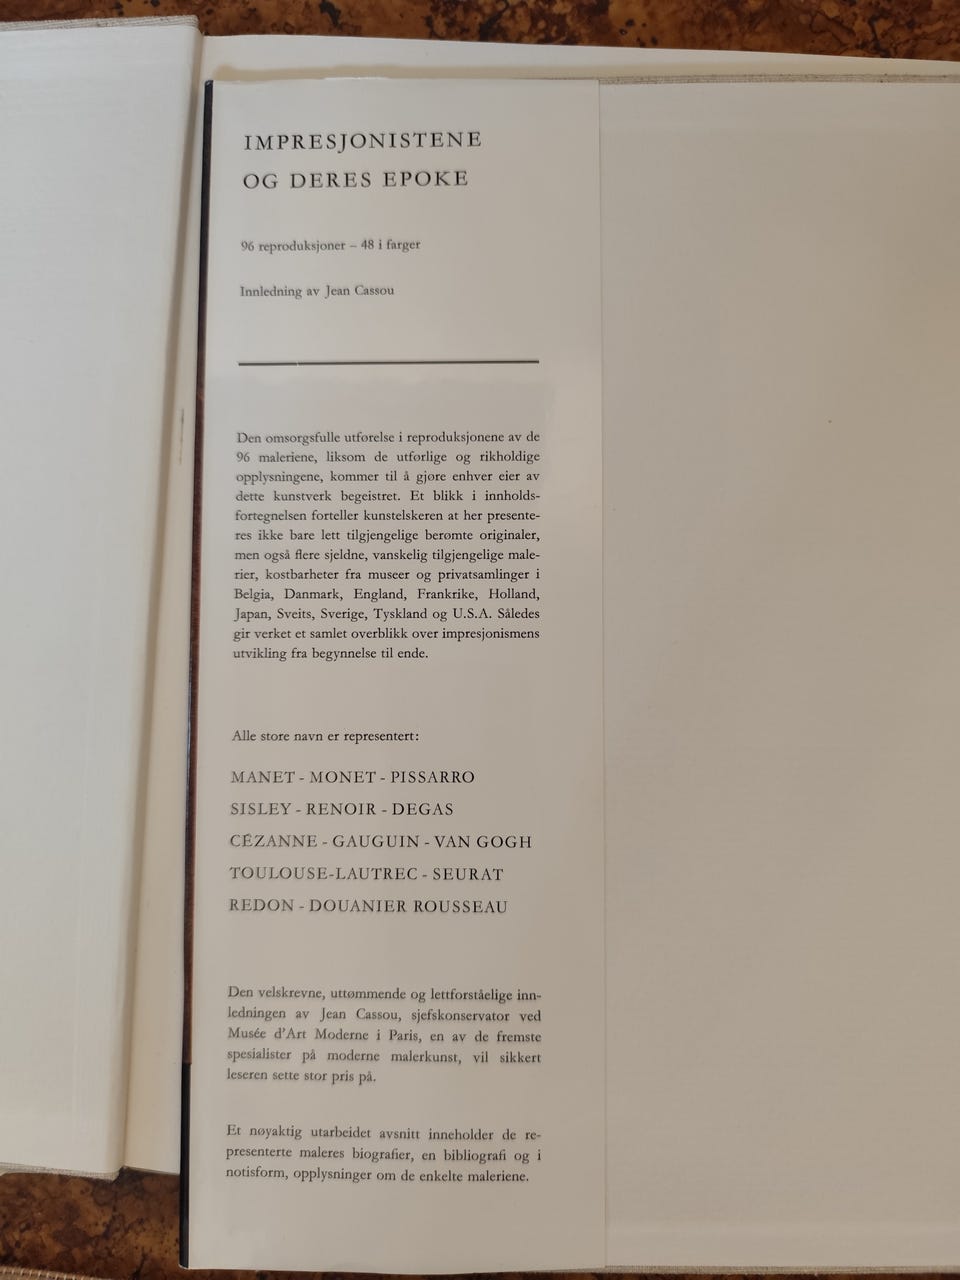 IMPRESJONISTENE
OG DERES EPOKE
96 reproduksjoner – 48 i farger
Innledning av Jean Cassou
Den omsorgsfulle utførelse i reproduksjonene av de
96 maleriene, liksom de utførlige og rikholdige
opplysningene, kommer til å gjøre enhver eier av
dette kunstverk begeistret. Et blikk i innholds-
fortegnelsen forteller kunstelskeren at her presente-
res ikke bare lett tilgjengelige berømte originaler,
men også flere sjeldne, vanskelig tilgjengelige male-
rier, kostbarheter fra museer og privatsamlinger i
Belgia, Danmark, England, Frankrike, Holland,
Japan, Sveits, Sverige, Tyskland og U.S.A. Således
gir verket et samlet overblikk over impresjonismens
utvikling fra begynnelse til ende.
Alle store navn er representert:
MANET - MONET - PISSARRO
SISLEY - RENOIR - DEGAS
CÉZANNE - GAUGUIN - VAN GOGH
TOULOUSE-LAUTREC - SEURAT
REDON - DOUANIER ROUSSEAU
Den velskrevne, uttømmende og lettforståelige inn-
ledningen av Jean Cassou, sjefskonservator ved
Musée d'Art Moderne i Paris, en av de fremste
spesialister på moderne malerkunst, vil sikkert
leseren sette stor pris på.
Et nøyaktig utarbeidet avsnitt inneholder de re-
presenterte maleres biografier, en bibliografi og i
notisform, opplysninger om de enkelte maleriene.